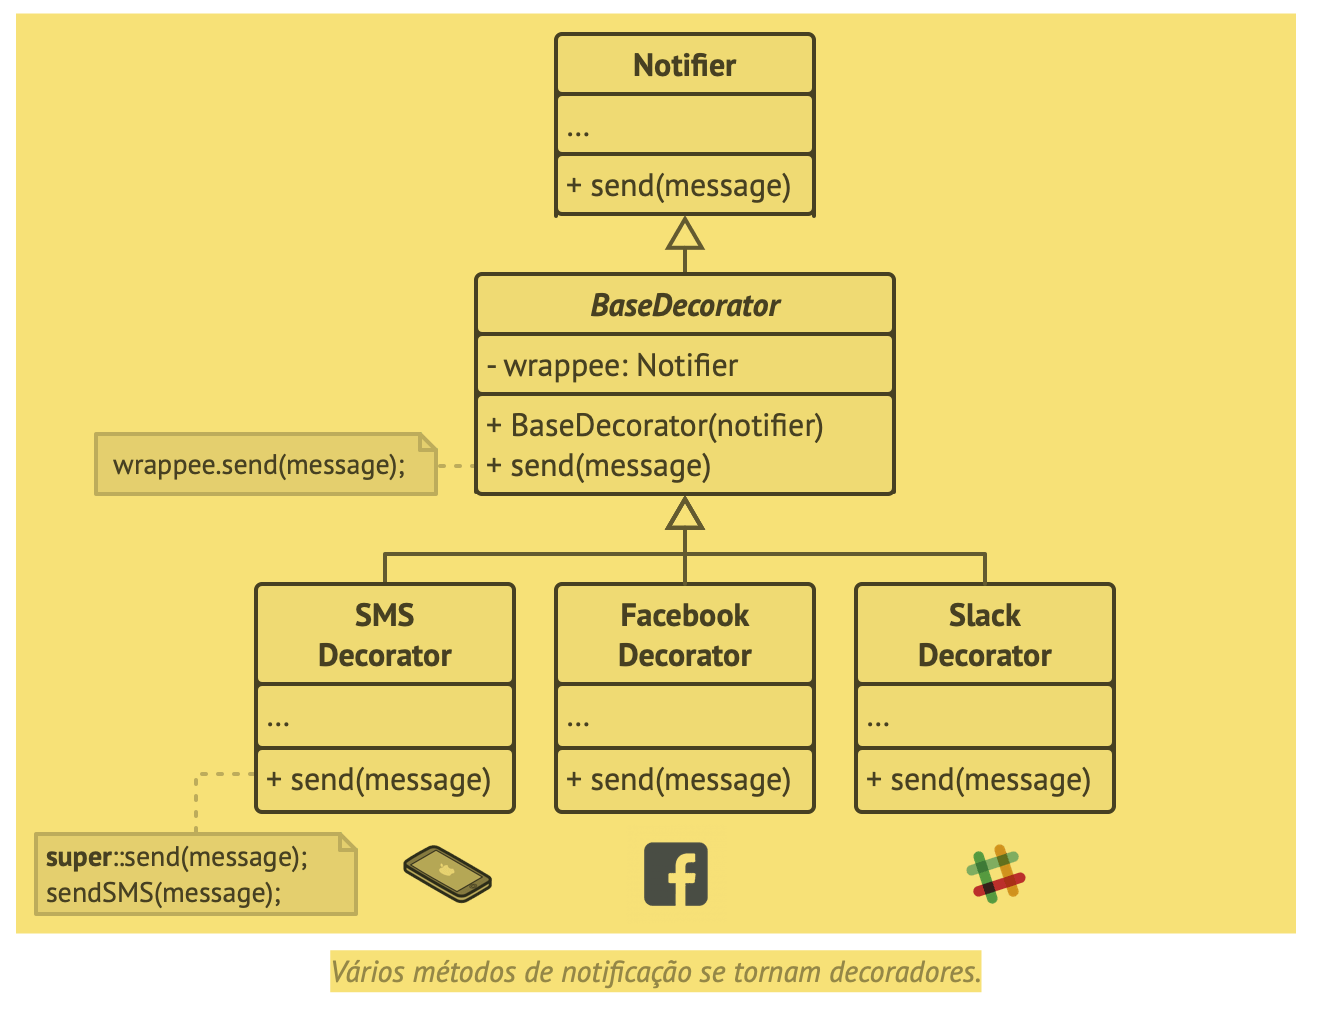 Notifier
...
+ send(message)
BaseDecorator
- wrappee: Notifier
+ BaseDecorator(notifier)
+ send(message)
wrappee.send(message);
SMS
Decorator
...
+ send(message)
Facebook
Decorator
...
+ send(message)
Slack
Decorator
...
+ send(message)
super::send(message);
sendSMS(message);
Vários métodos de notificação se tornam decoradores.